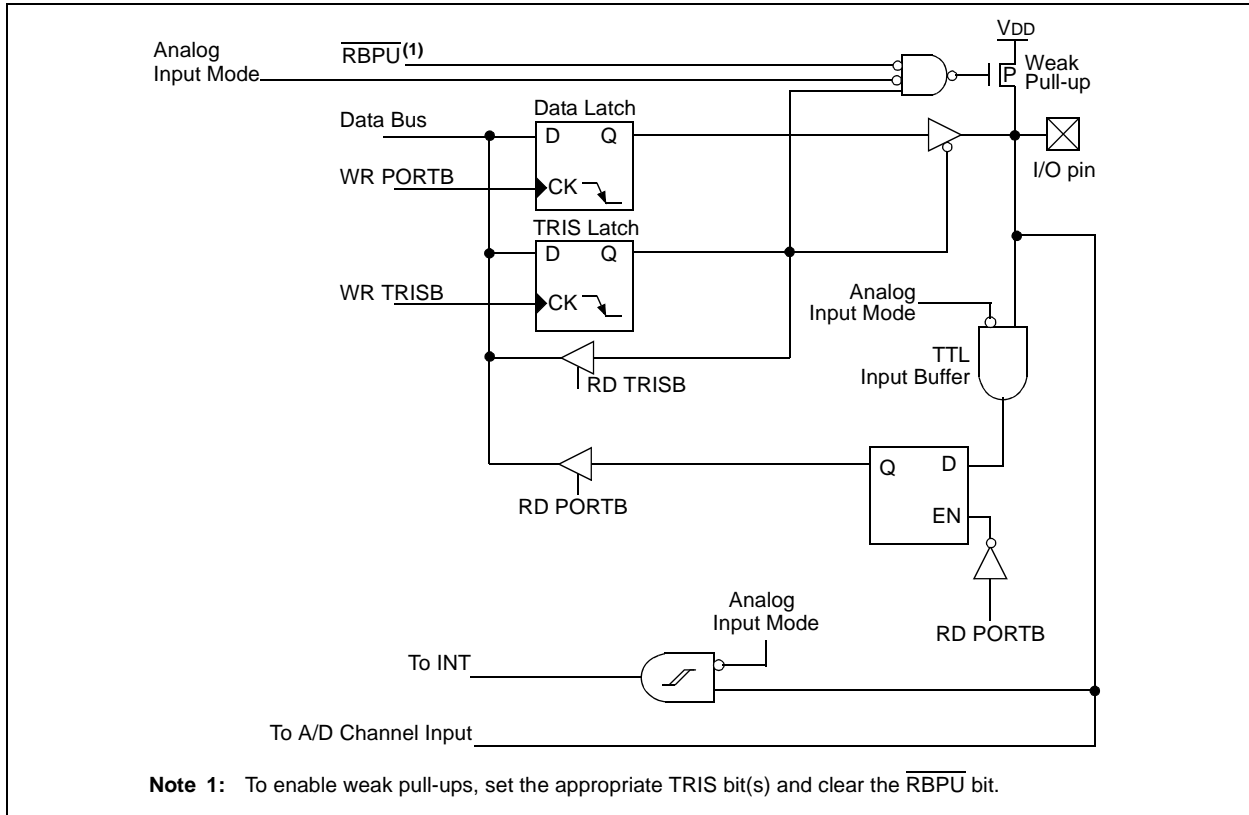 VDD
Analog
Input Mode
RBPU(1)
P
Weak
Pull-up
Data Bus
Data Latch
D Q
WR PORTB
CK
I/O pin
TRIS Latch
D Q
WR TRISB
CK
Analog
Input Mode
TTL
Input Buffer
RD TRISB
Q D
EN
RD PORTB
RD PORTB
Analog
Input Mode
To INT
To A/D Channel Input
Note 1: To enable weak pull-ups, set the appropriate TRIS bit(s) and clear the RBPU bit.